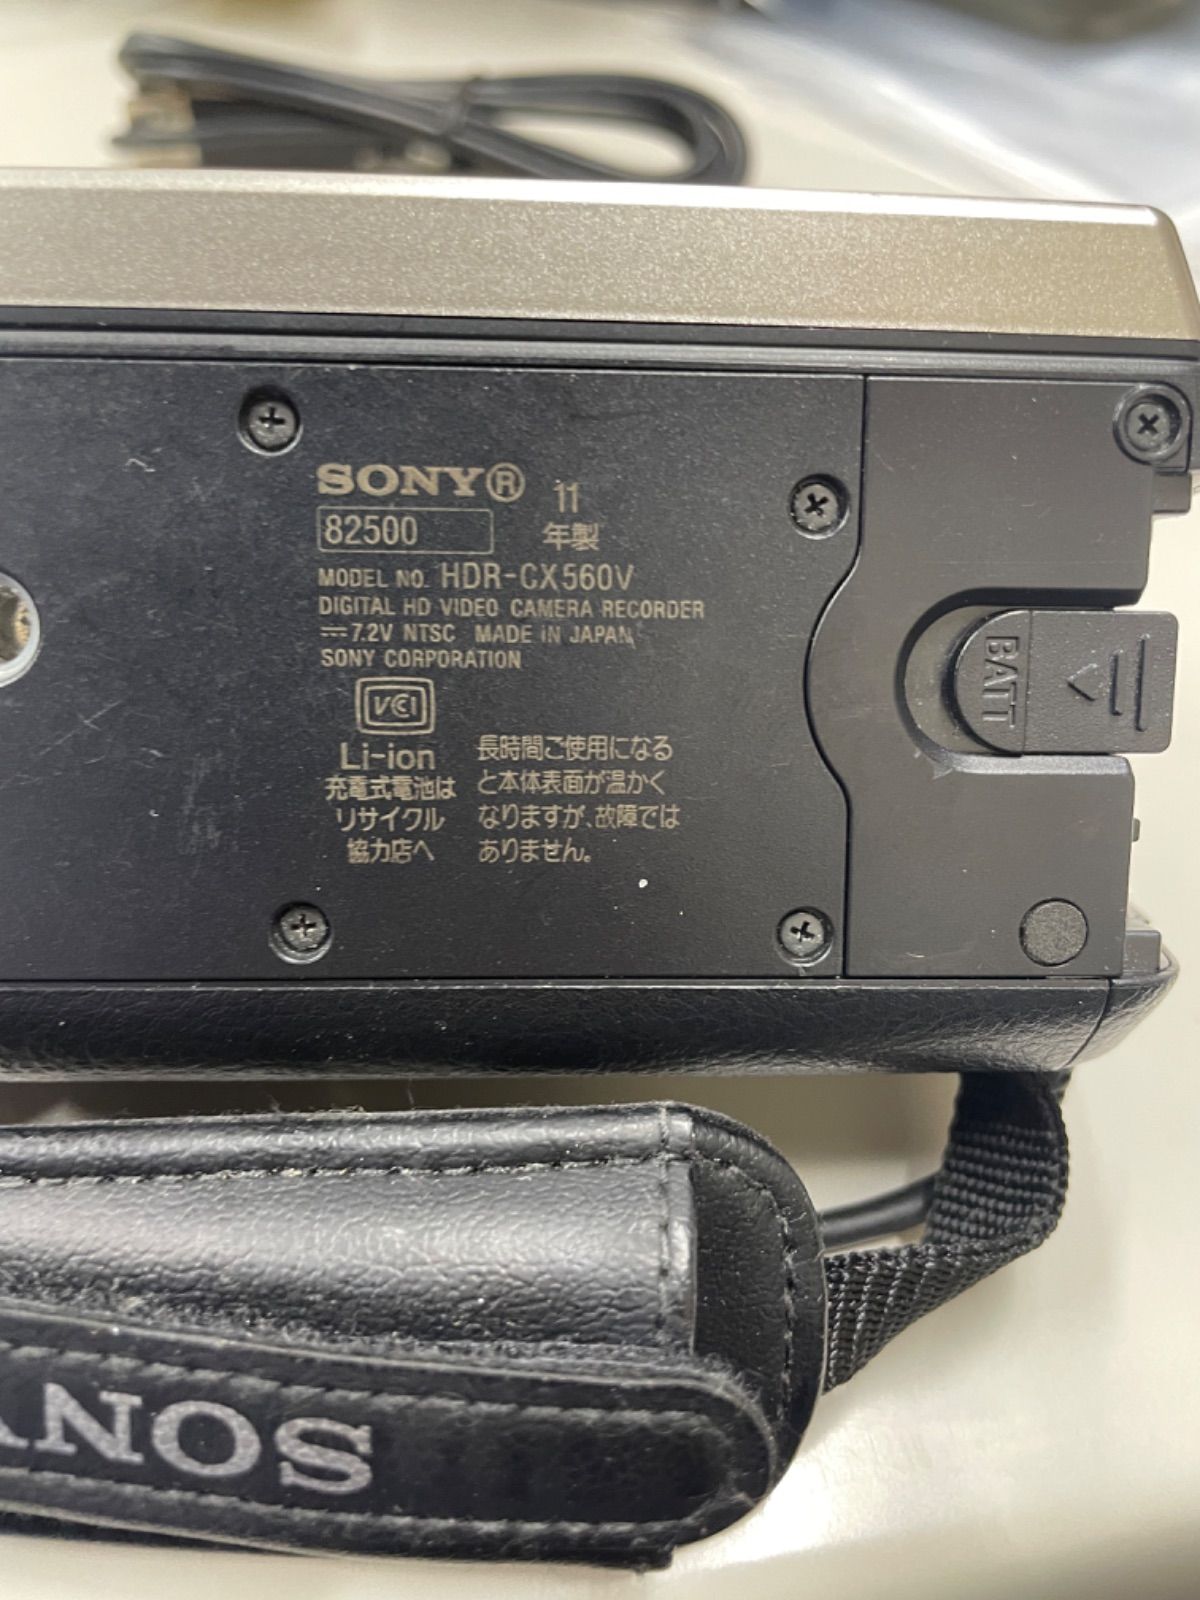 SONY® 11
82500 年製
MODEL NO. HDR-CX560V
DIGITAL HD VIDEO CAMERA RECORDER
⎓7.2V NTSC MADE IN JAPAN
SONY CORPORATION
VCI
Li-ion
充電式電池は
リサイクル
協力店へ
長時間ご使用になる
と本体表面が温かく
なりますが、故障では
ありません。
BATT
SONY